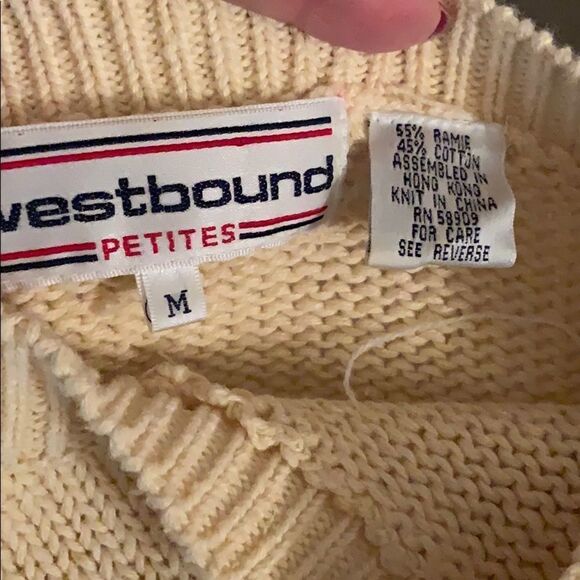 westbound
PETITES
M
55% RAMIE
45% COTTON
ASSEMBLED IN
HONG KONG
KNIT IN CHINA
RN 58909
FOR CARE
SEE REVERSE